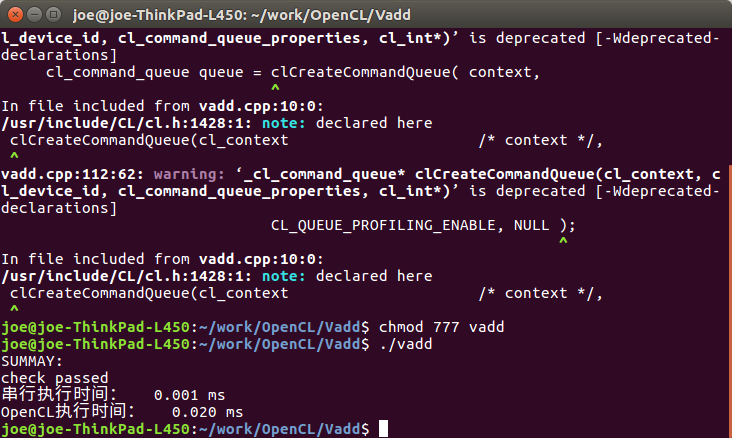 joe@joe-ThinkPad-L450: ~/work/OpenCL/Vadd
l_device_id, cl_command_queue_properties, cl_int*)’ is deprecated [-Wdeprecated-
declarations]
cl_command_queue queue = clCreateCommandQueue( context,
^
In file included from vadd.cpp:10:0:
/usr/include/CL/cl.h:1428:1: note: declared here
clCreateCommandQueue(cl_context /* context */,
^
vadd.cpp:112:62: warning: ‘_cl_command_queue* clCreateCommandQueue(cl_context, c
l_device_id, cl_command_queue_properties, cl_int*)’ is deprecated [-Wdeprecated-
declarations]
CL_QUEUE_PROFILING_ENABLE, NULL );
^
In file included from vadd.cpp:10:0:
/usr/include/CL/cl.h:1428:1: note: declared here
clCreateCommandQueue(cl_context /* context */,
^
joe@joe-ThinkPad-L450:~/work/OpenCL/Vadd$ chmod 777 vadd
joe@joe-ThinkPad-L450:~/work/OpenCL/Vadd$ ./vadd
SUMMAY:
check passed
串行执行时间： 0.001 ms
OpenCL执行时间： 0.020 ms
joe@joe-ThinkPad-L450:~/work/OpenCL/Vadd$